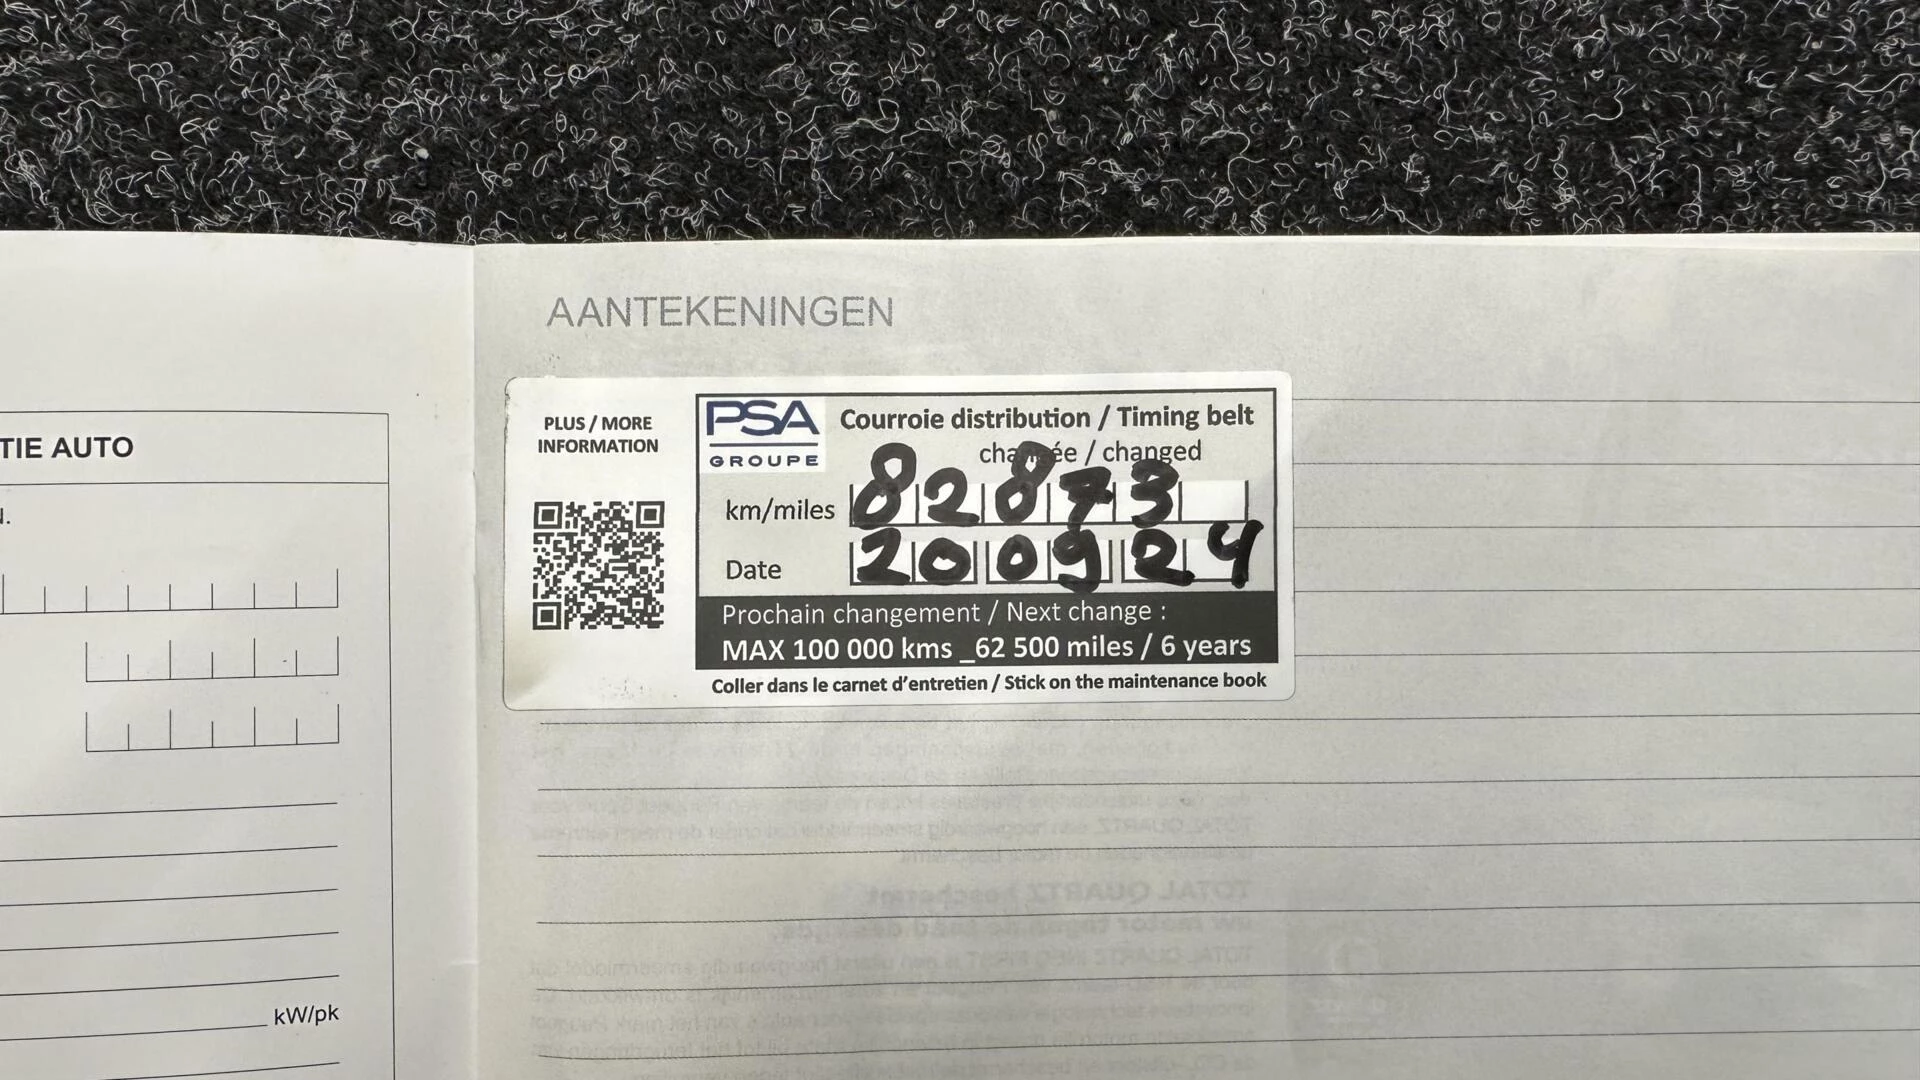 TIE AUTO
kW/pk
AANTEKENINGEN
PLUS / MORE
INFORMATION
PSA
GROUPE
Courroie distribution / Timing belt
changée / changed
km/miles 82873
Date 200924
Prochain changement / Next change :
MAX 100 000 kms _62 500 miles / 6 years
Coller dans le carnet d'entretien / Stick on the maintenance book